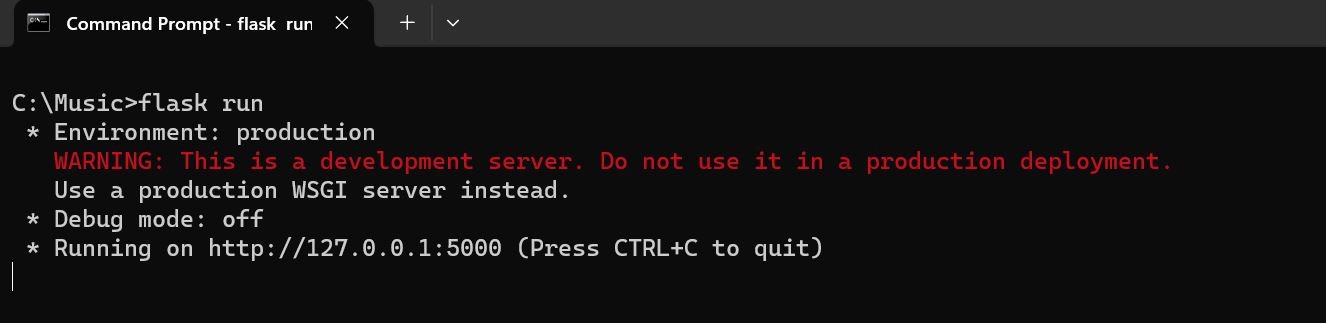 Command Prompt - flask  run
C:\Music>flask run
 * Environment: production
   WARNING: This is a development server. Do not use it in a production deployment.
   Use a production WSGI server instead.
 * Debug mode: off
 * Running on http://127.0.0.1:5000 (Press CTRL+C to quit)